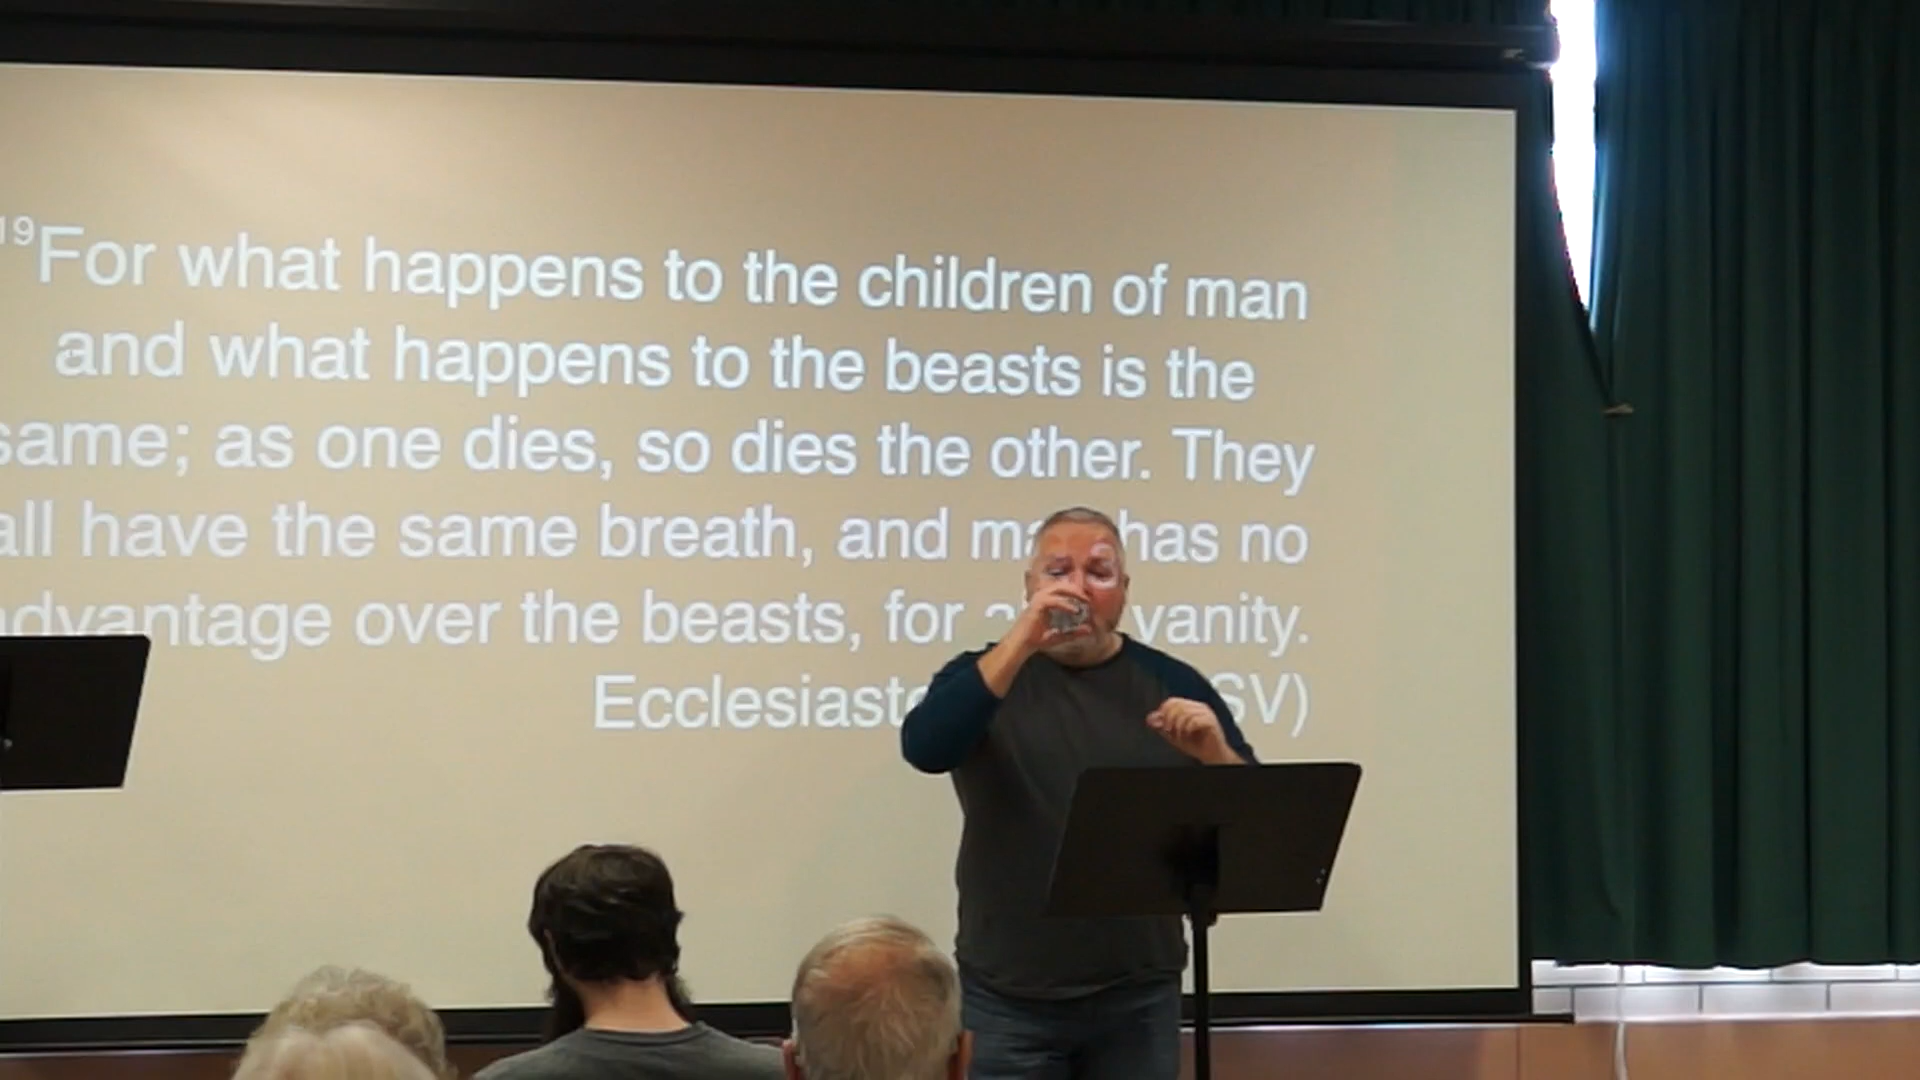 19For what happens to the children of man
and what happens to the beasts is the
same; as one dies, so dies the other. They
all have the same breath, and ma has no
advantage over the beasts, for a vanity.
Ecclesiaste SV)